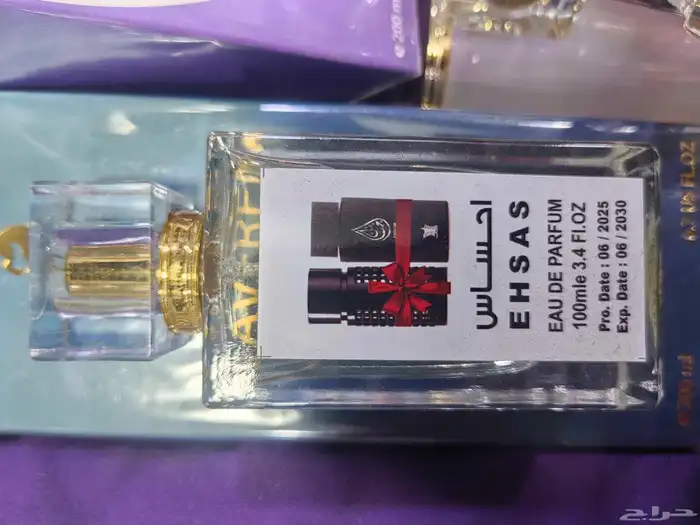 احساس
EHSAS
EAU DE PARFUM
100mle 3.4 Fl.OZ
Pro. Date : 06 / 2025
Exp. Date : 06 / 2030
200 m
حراج